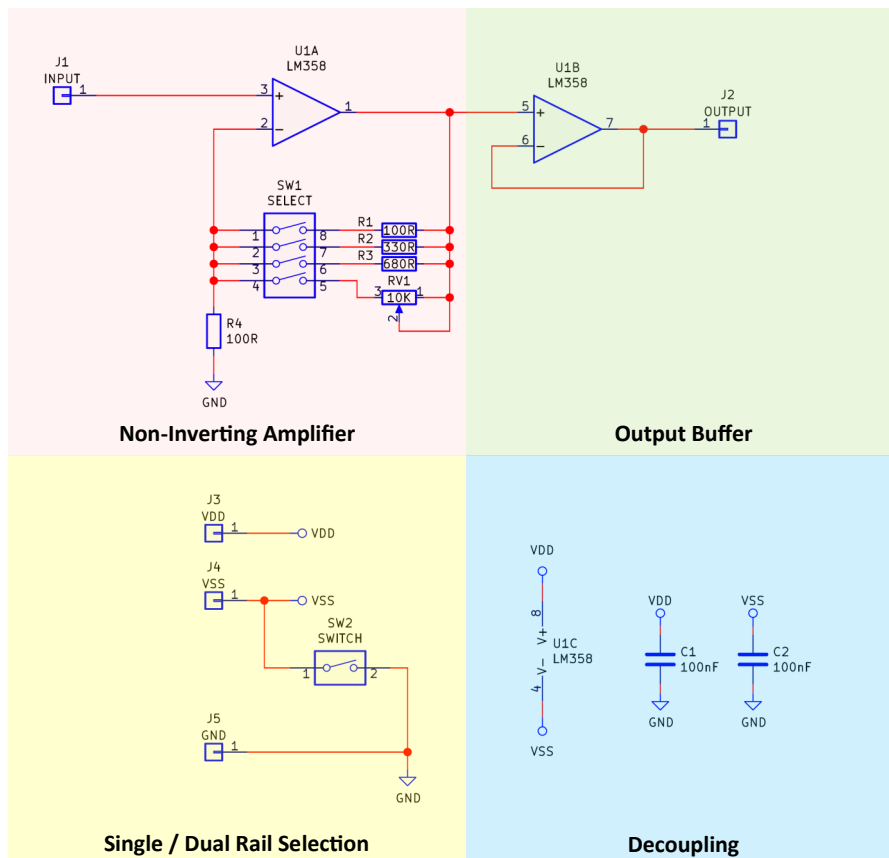 J1
INPUT
1
U1A
LM358
3
+
1
2
−
U1B
LM358
5
+
7
6
−
J2
OUTPUT
1
SW1
SELECT
1
2
3
4
8
7
6
5
R1
100R
R2
330R
R3
680R
RV1
3
10K
1
2
R4
100R
GND
Non-Inverting Amplifier
Output Buffer
J3
VDD
1
VDD
J4
VSS
1
VSS
SW2
SWITCH
1
2
J5
GND
1
GND
Single / Dual Rail Selection
VDD
8
V+
U1C
LM358
V−
4
VSS
VDD
C1
100nF
GND
VSS
C2
100nF
GND
Decoupling